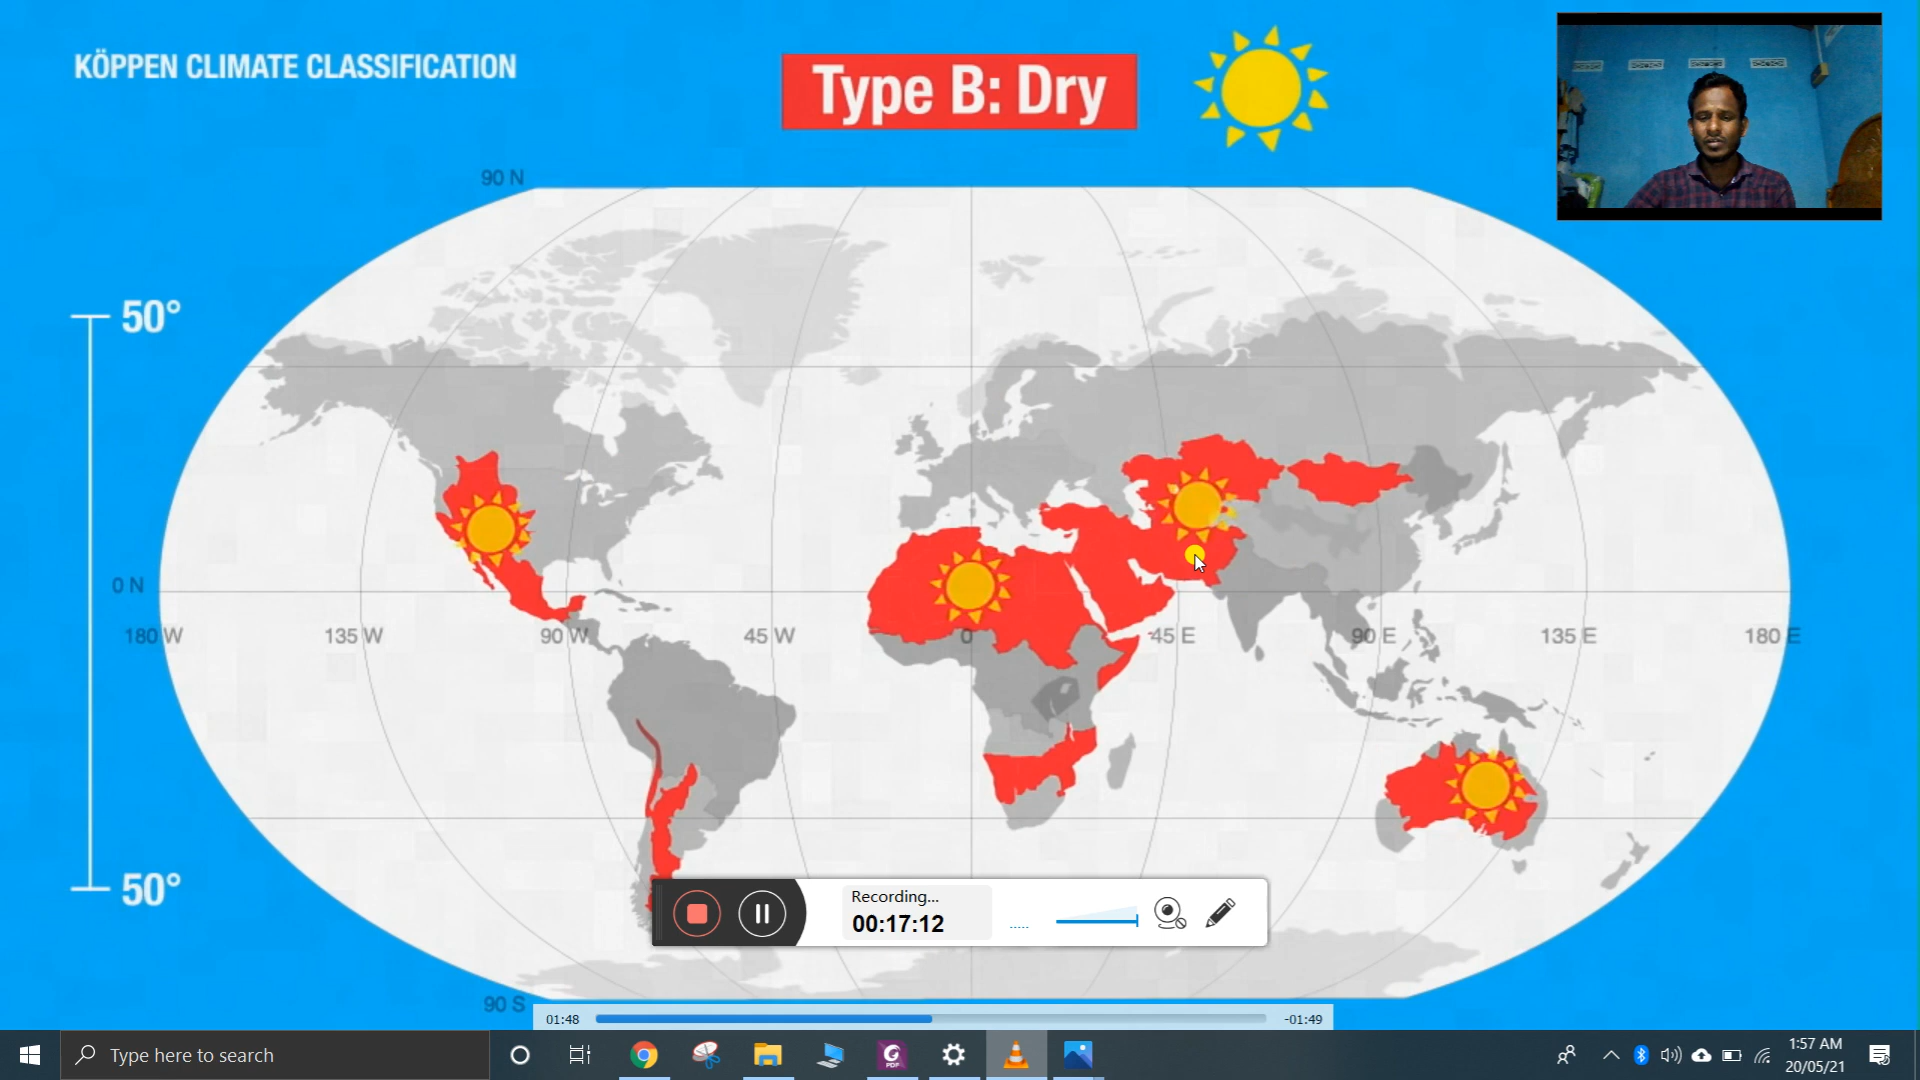 KÖPPEN CLIMATE CLASSIFICATION
Type B: Dry
90 N
50°
0 N
180 W
135 W
90 W
45 W
0
45 E
90 E
135 E
180 E
50°
90 S
Recording...
00:17:12
01:48
-01:49
Type here to search
PDF
1:57 AM
20/05/21